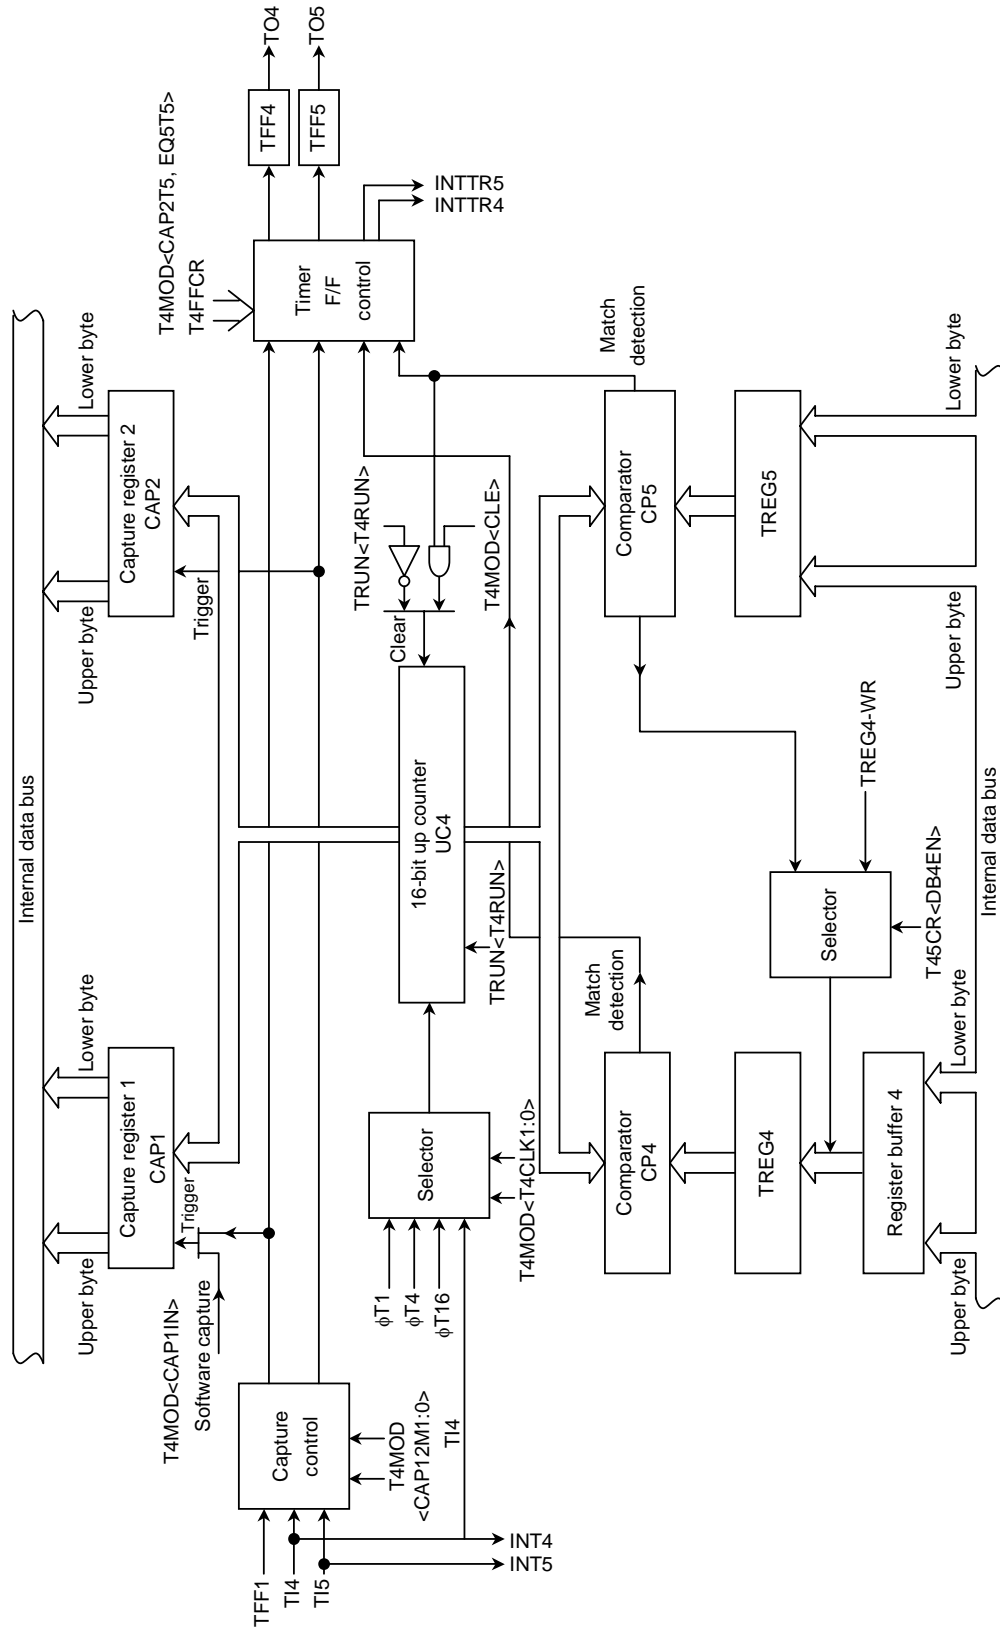 Internal data bus
Upper byte
Lower byte
Upper byte
Lower byte
T4MOD<CAP1IN>
Software capture
Capture register 1
CAP1
Trigger
Capture register 2
CAP2
Trigger
T4MOD<CAP2T5, EQ5T5>
T4FFCR
TFF1
TI4
TI5
Capture
control
T4MOD
<CAP12M1:0>
TI4
INT4
INT5
φT1
φT4
φT16
Selector
T4MOD<T4CLK1:0>
16-bit up counter
UC4
TRUN<T4RUN>
Clear
TRUN<T4RUN>
T4MOD<CLE>
Timer
F/F
control
TFF4
TO4
TFF5
TO5
INTTR5
INTTR4
Match
detection
Comparator
CP4
Match
detection
Comparator
CP5
TREG4
TREG5
Register buffer 4
Selector
TREG4-WR
T45CR<DB4EN>
Upper byte
Lower byte
Upper byte
Lower byte
Internal data bus